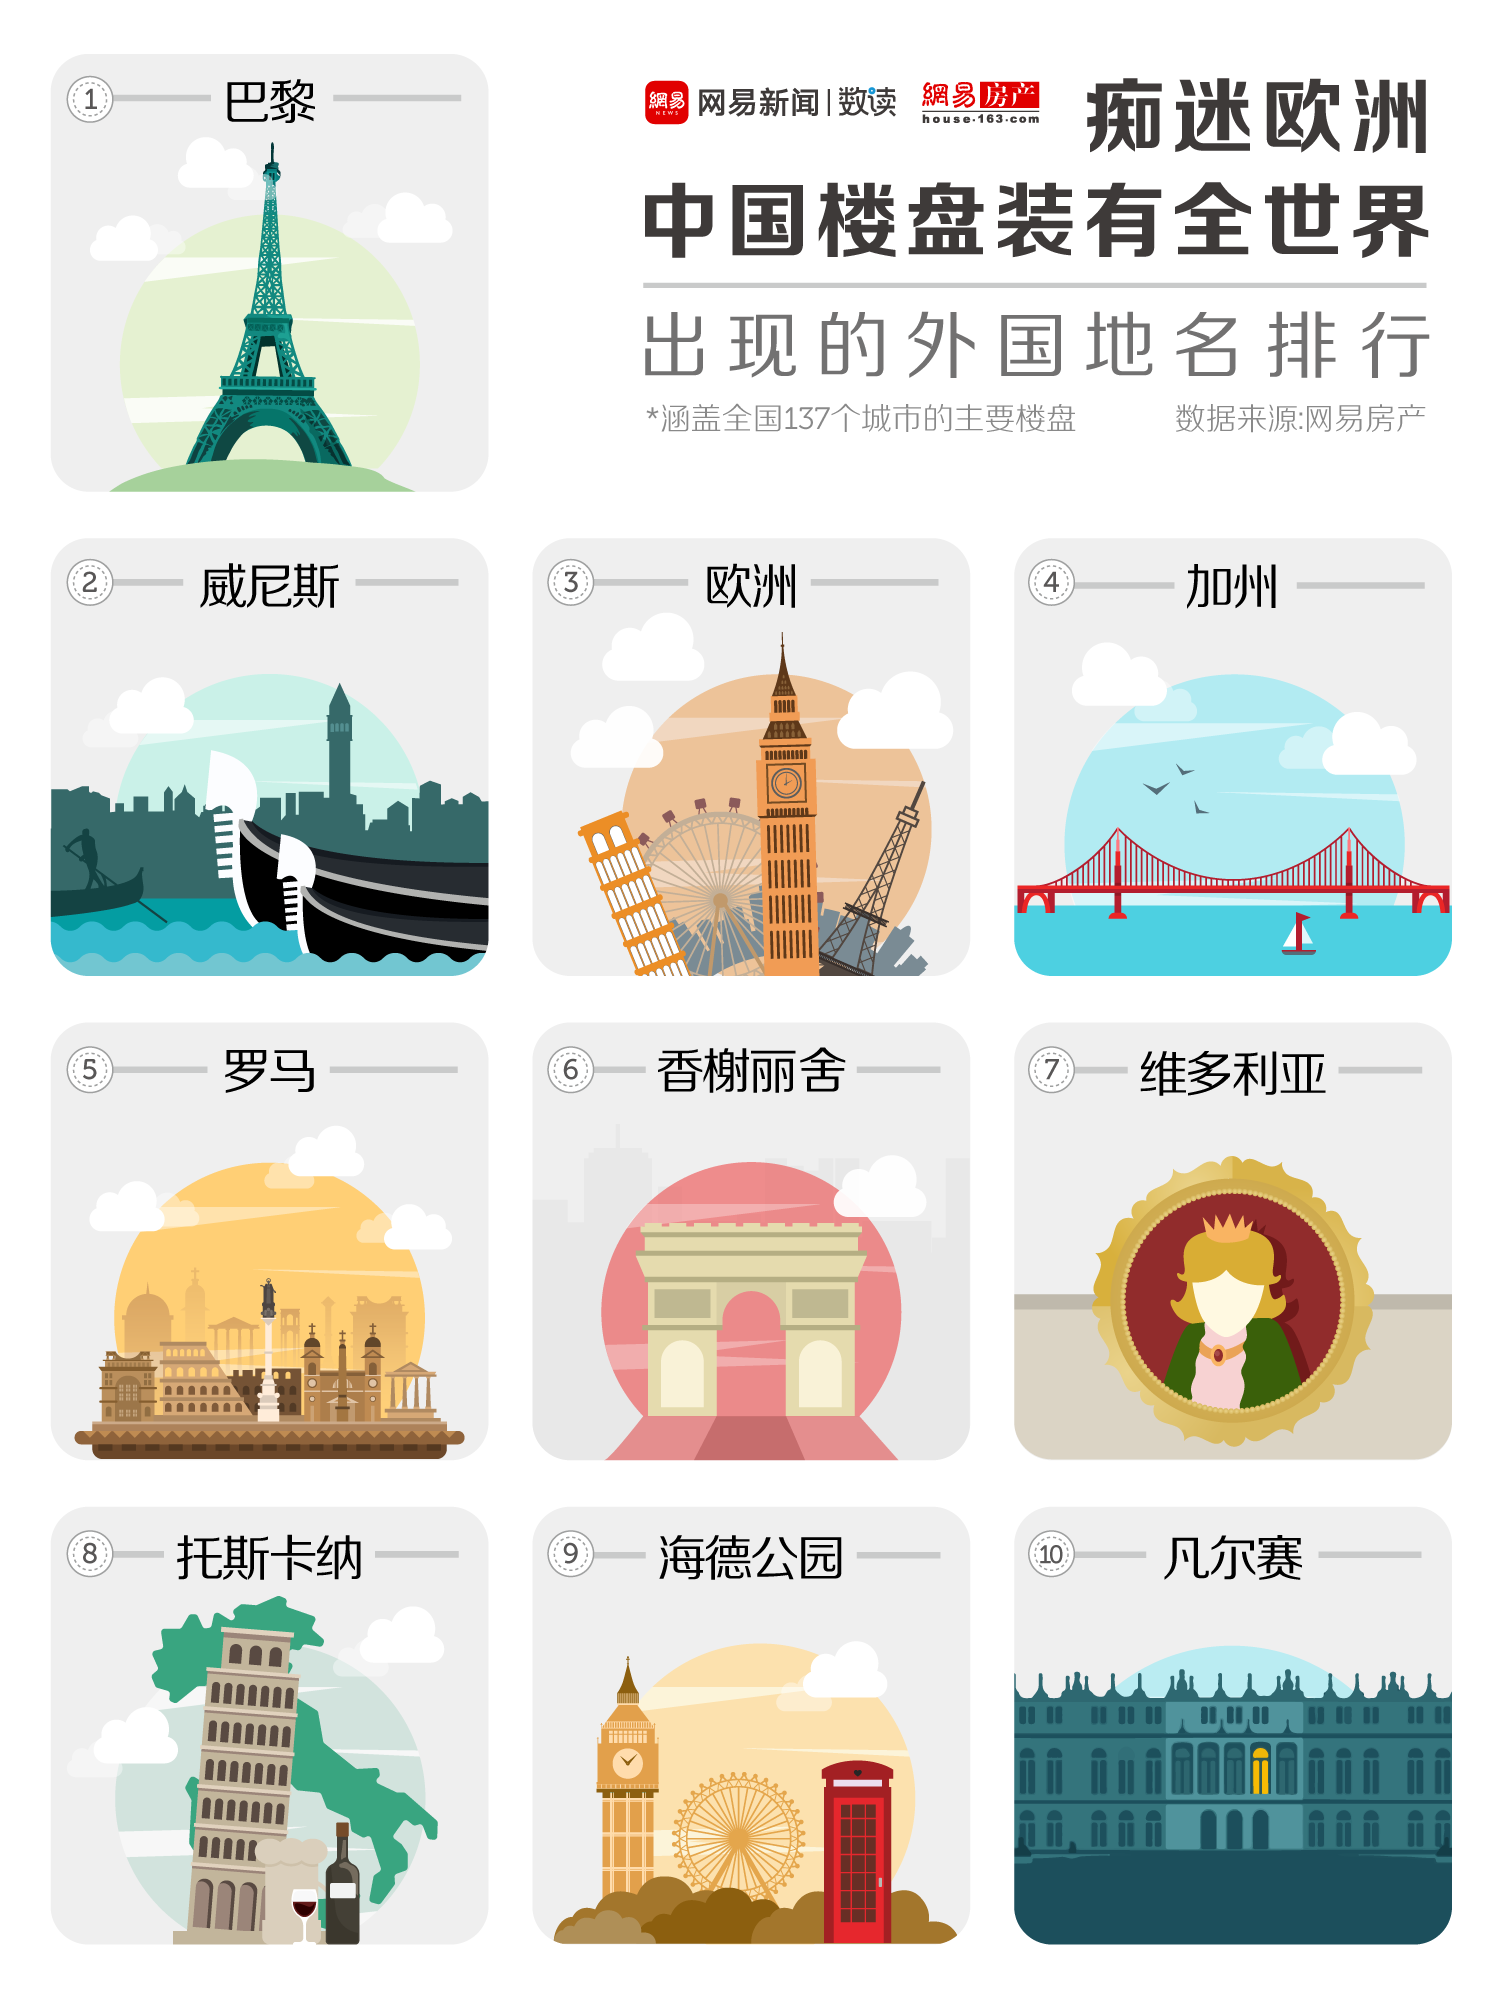 網易
NEWS
网易新闻|数读
網易房产
house·163.com
痴迷欧洲
中国楼盘装有全世界
出现的外国地名排行
*涵盖全国137个城市的主要楼盘
数据来源:网易房产
1 巴黎
2 威尼斯
3 欧洲
4 加州
5 罗马
6 香榭丽舍
7 维多利亚
8 托斯卡纳
9 海德公园
10 凡尔赛